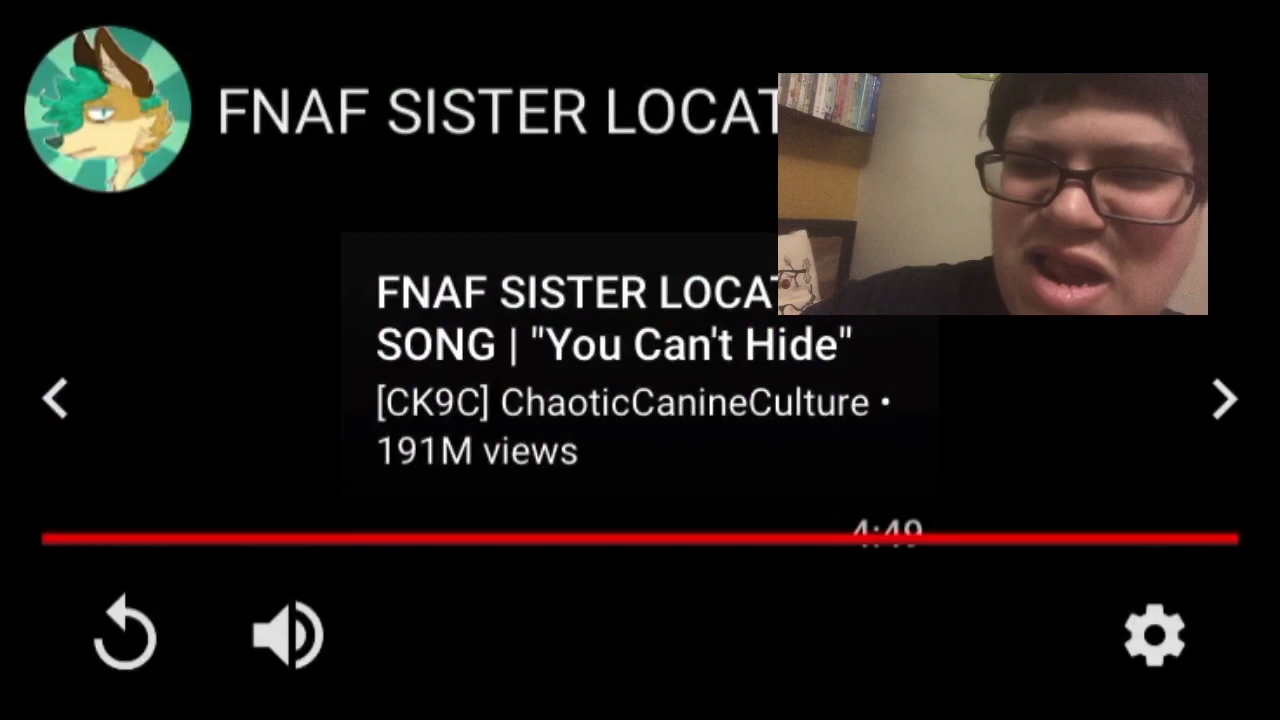 FNAF SISTER LOCAT
FNAF SISTER LOCAT
SONG | "You Can't Hide"
[CK9C] ChaoticCanineCulture •
191M views
4:49